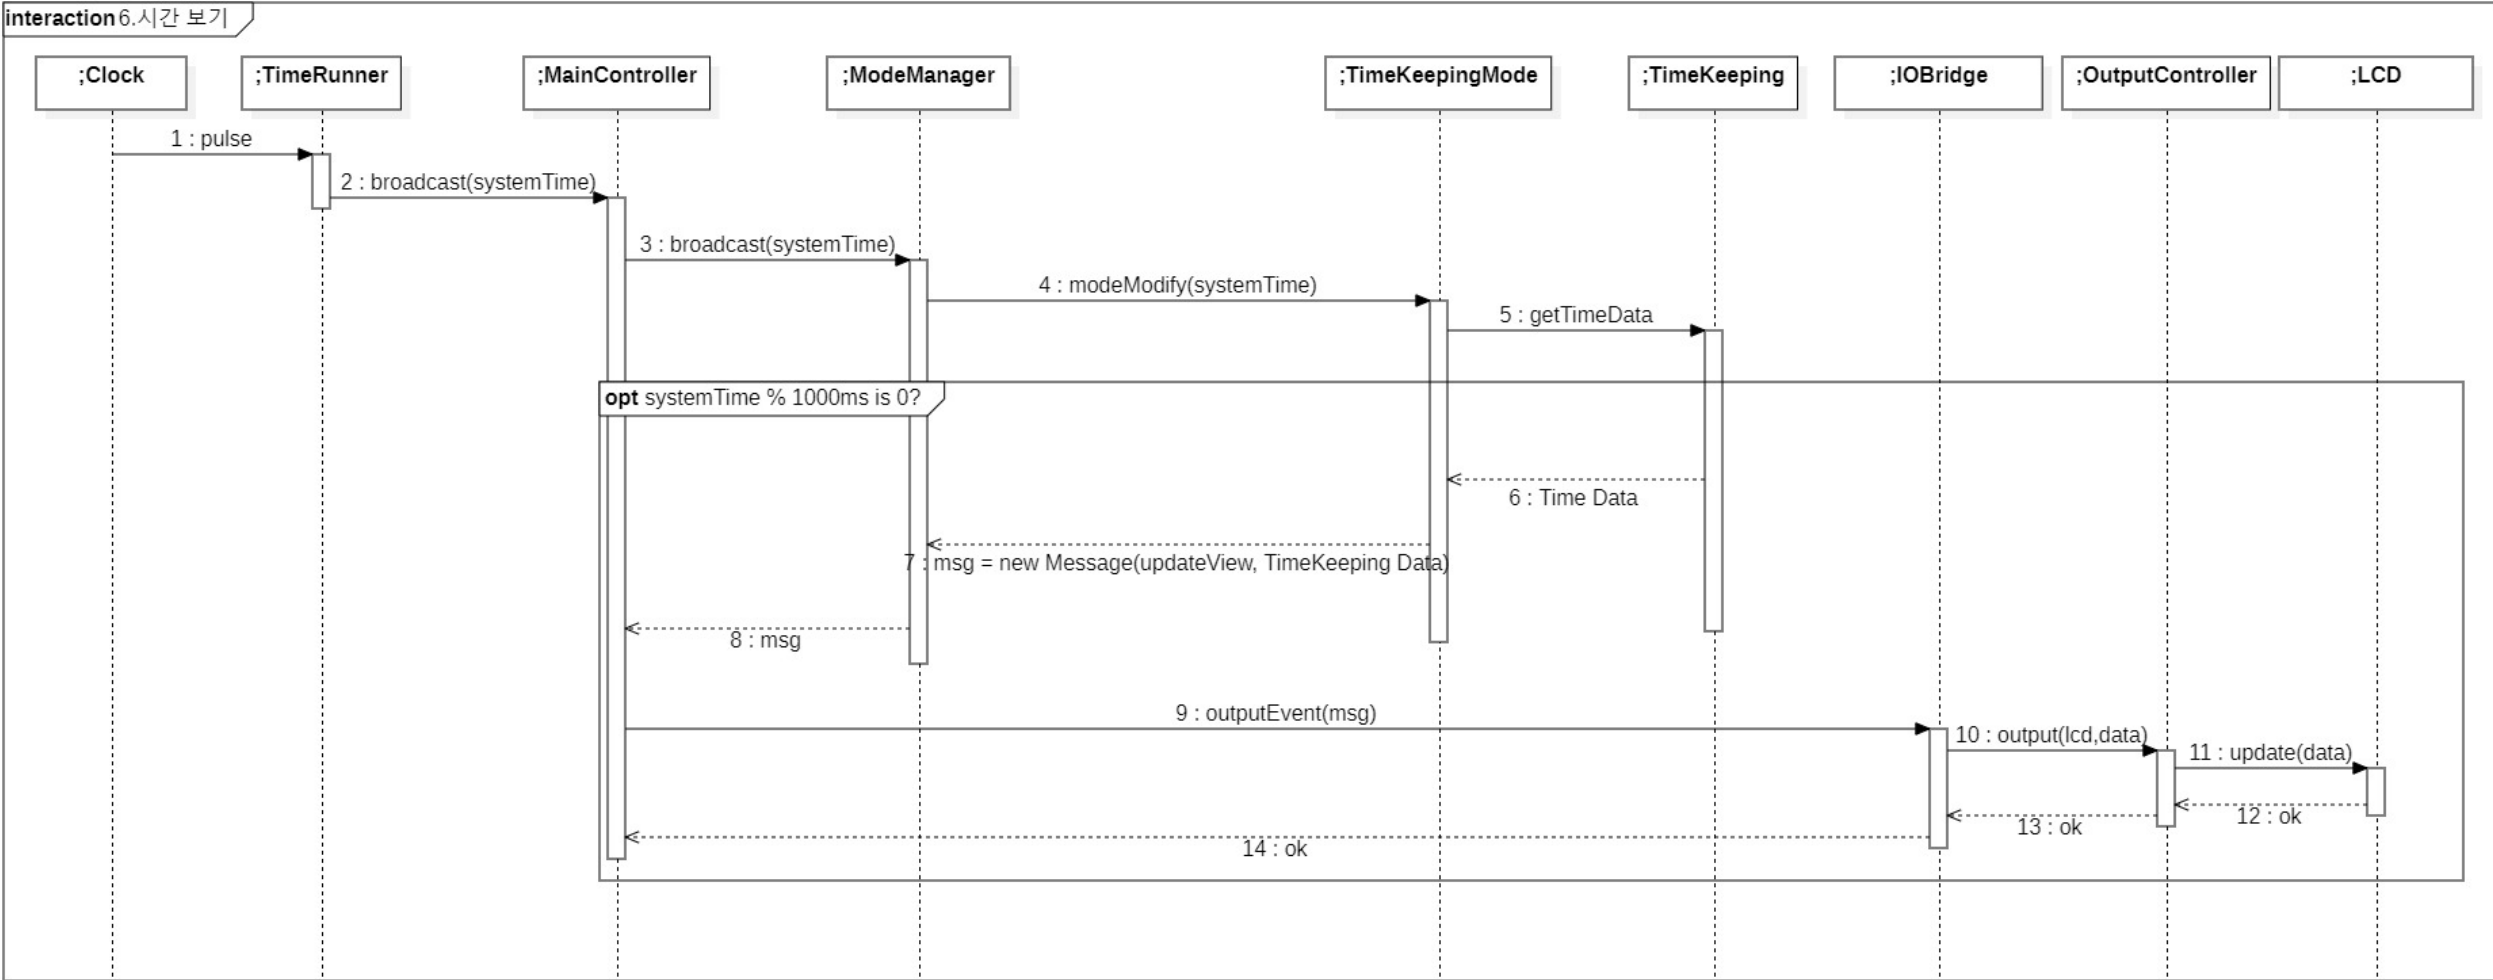 interaction 6.시간 보기
;Clock
;TimeRunner
;MainController
;ModeManager
;TimeKeepingMode
;TimeKeeping
;IOBridge
;OutputController
;LCD
1 : pulse
2 : broadcast(systemTime)
3 : broadcast(systemTime)
4 : modeModify(systemTime)
5 : getTimeData
opt systemTime % 1000ms is 0?
6 : Time Data
7 : msg = new Message(updateView, TimeKeeping Data)
8 : msg
9 : outputEvent(msg)
10 : output(lcd,data)
11 : update(data)
12 : ok
13 : ok
14 : ok